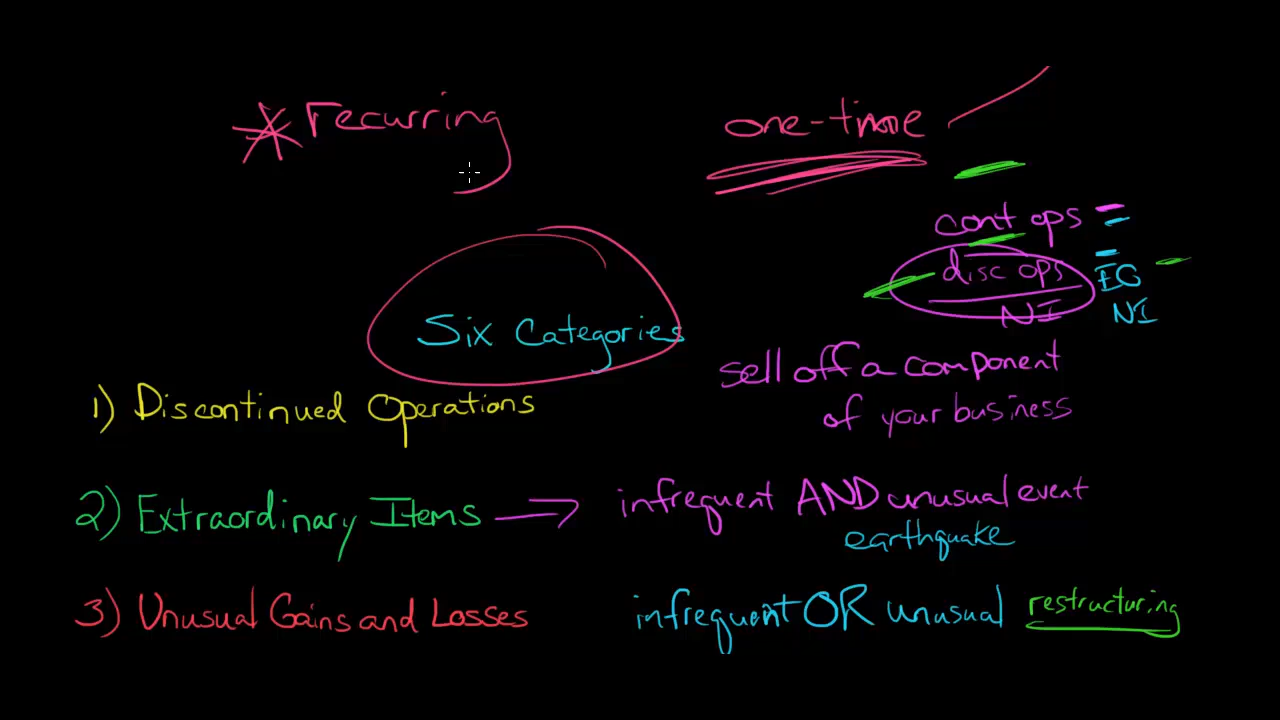 * recurring one-time
cont ops
disc ops EO
NI NI
Six Categories
sell off a component
of your business
1) Discontinued Operations
2) Extraordinary Items → infrequent AND unusual event
earthquake
3) Unusual Gains and Losses infrequent OR unusual restructuring